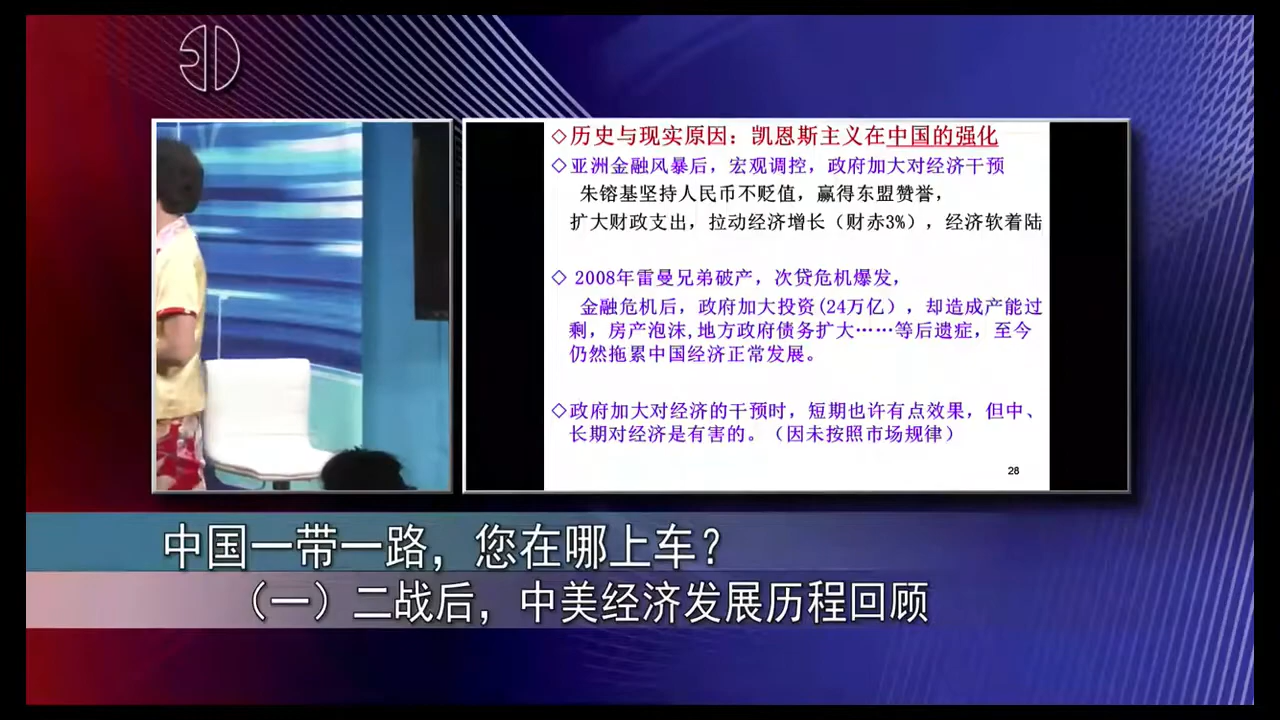 ◇历史与现实原因：凯恩斯主义在中国的强化
◇亚洲金融风暴后，宏观调控，政府加大对经济干预
朱镕基坚持人民币不贬值，赢得东盟赞誉，
扩大财政支出，拉动经济增长（财赤3%），经济软着陆
◇ 2008年雷曼兄弟破产，次贷危机爆发，
金融危机后，政府加大投资(24万亿），却造成产能过
剩，房产泡沫,地方政府债务扩大……等后遗症，至今
仍然拖累中国经济正常发展。
◇政府加大对经济的干预时，短期也许有点效果，但中、
长期对经济是有害的。（因未按照市场规律）
28
中国一带一路，您在哪上车？
（一）二战后，中美经济发展历程回顾